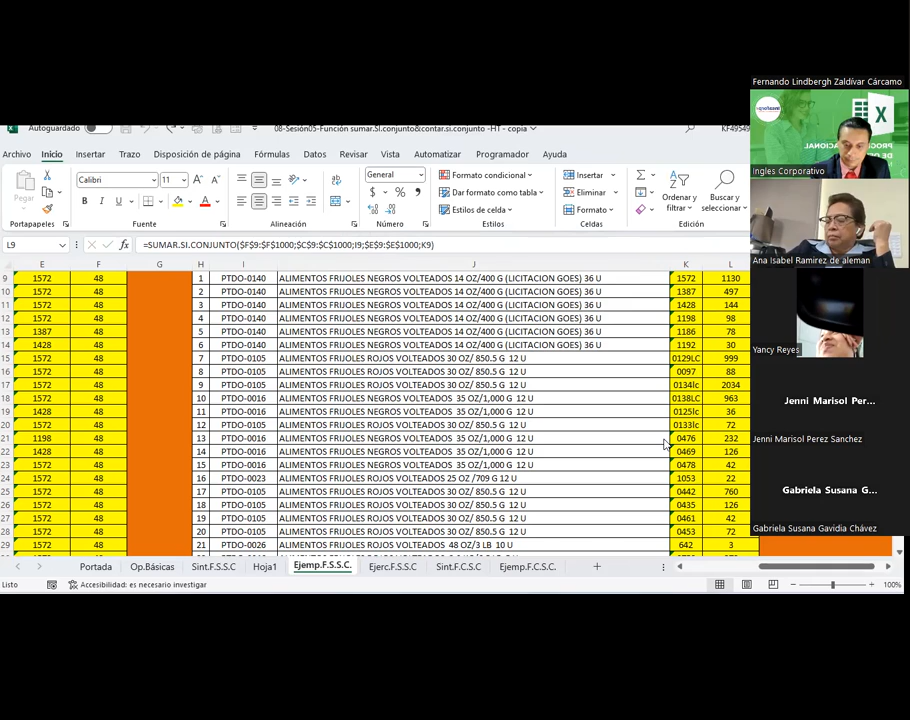 Fernando Lindbergh Zaldívar Cárcamo
Autoguardado
08-Sesión05-Función sumar.SI.conjunto&contar.si.conjunto -HT - copia
KF49549
Archivo Inicio Insertar Trazo Disposición de página Fórmulas Datos Revisar Vista Automatizar Programador Ayuda
Ingles Corporativo
Pegar
Calibri 11
General
Formato condicional
Dar formato como tabla
Estilos de celda
Insertar
Eliminar
Formato
Ordenar y filtrar
Buscar y seleccionar
Portapapeles Fuente Alineación Número Estilos Celdas Edición
L9 fx =SUMAR.SI.CONJUNTO($F$9:$F$1000;$C$9:$C$1000;I9;$E$9:$E$1000;K9)
Ana Isabel Ramirez de aleman
E F G H I J K L
9 1572 48 1 PTDO-0140 ALIMENTOS FRIJOLES NEGROS VOLTEADOS 14 OZ/400 G (LICITACION GOES) 36 U 1572 1130
10 1572 48 2 PTDO-0140 ALIMENTOS FRIJOLES NEGROS VOLTEADOS 14 OZ/400 G (LICITACION GOES) 36 U 1387 497
11 1572 48 3 PTDO-0140 ALIMENTOS FRIJOLES NEGROS VOLTEADOS 14 OZ/400 G (LICITACION GOES) 36 U 1428 144
12 1572 48 4 PTDO-0140 ALIMENTOS FRIJOLES NEGROS VOLTEADOS 14 OZ/400 G (LICITACION GOES) 36 U 1198 98
13 1387 48 5 PTDO-0140 ALIMENTOS FRIJOLES NEGROS VOLTEADOS 14 OZ/400 G (LICITACION GOES) 36 U 1186 78
14 1428 48 6 PTDO-0140 ALIMENTOS FRIJOLES NEGROS VOLTEADOS 14 OZ/400 G (LICITACION GOES) 36 U 1192 30
15 1572 48 7 PTDO-0105 ALIMENTOS FRIJOLES ROJOS VOLTEADOS 30 OZ/ 850.5 G 12 U 0129LC 999
16 1572 48 8 PTDO-0105 ALIMENTOS FRIJOLES ROJOS VOLTEADOS 30 OZ/ 850.5 G 12 U 0097 88
17 1572 48 9 PTDO-0105 ALIMENTOS FRIJOLES ROJOS VOLTEADOS 30 OZ/ 850.5 G 12 U 0134lc 2034
18 1572 48 10 PTDO-0016 ALIMENTOS FRIJOLES NEGROS VOLTEADOS 35 OZ/1,000 G 12 U 0138LC 963
19 1428 48 11 PTDO-0016 ALIMENTOS FRIJOLES NEGROS VOLTEADOS 35 OZ/1,000 G 12 U 0125lc 36
20 1572 48 12 PTDO-0105 ALIMENTOS FRIJOLES ROJOS VOLTEADOS 30 OZ/ 850.5 G 12 U 0133lc 72
21 1198 48 13 PTDO-0016 ALIMENTOS FRIJOLES NEGROS VOLTEADOS 35 OZ/1,000 G 12 U 0476 232
22 1428 48 14 PTDO-0016 ALIMENTOS FRIJOLES NEGROS VOLTEADOS 35 OZ/1,000 G 12 U 0469 126
23 1572 48 15 PTDO-0016 ALIMENTOS FRIJOLES NEGROS VOLTEADOS 35 OZ/1,000 G 12 U 0478 42
24 1572 48 16 PTDO-0023 ALIMENTOS FRIJOLES ROJOS VOLTEADOS 25 OZ /709 G 12 U 1053 22
25 1572 48 17 PTDO-0105 ALIMENTOS FRIJOLES ROJOS VOLTEADOS 30 OZ/ 850.5 G 12 U 0442 760
26 1572 48 18 PTDO-0105 ALIMENTOS FRIJOLES ROJOS VOLTEADOS 30 OZ/ 850.5 G 12 U 0435 126
27 1572 48 19 PTDO-0105 ALIMENTOS FRIJOLES ROJOS VOLTEADOS 30 OZ/ 850.5 G 12 U 0461 42
28 1572 48 20 PTDO-0105 ALIMENTOS FRIJOLES ROJOS VOLTEADOS 30 OZ/ 850.5 G 12 U 0453 72
29 1572 48 21 PTDO-0026 ALIMENTOS FRIJOLES ROJOS VOLTEADOS 48 OZ/3 LB 10 U 642 3
Yancy Reyes
Jenni Marisol Per...
Jenni Marisol Perez Sanchez
Gabriela Susana G...
Gabriela Susana Gavidia Chávez
Portada Op.Básicas Sint.F.S.S.C Hoja1 Ejemp.F.S.S.C. Ejerc.F.S.S.C Sint.F.C.S.C. Ejemp.F.C.S.C.
Listo Accesibilidad: es necesario investigar 100%